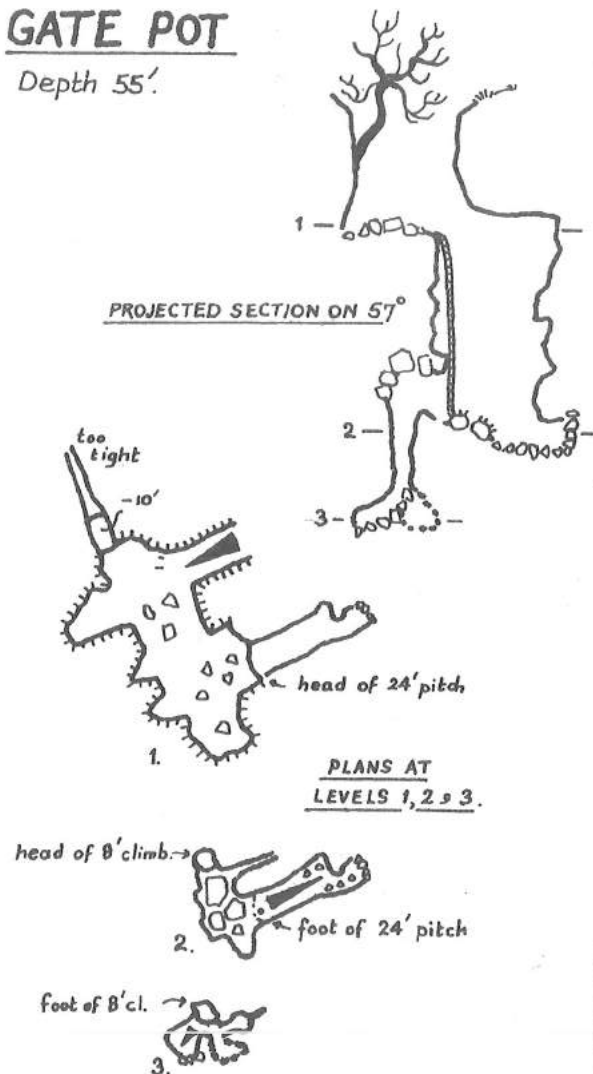 GATE POT
Depth 55'.
1
PROJECTED SECTION ON 57°
2
3
too
tight
-10'
head of 24' pitch
1.
PLANS AT
LEVELS 1, 2 & 3.
head of 8' climb.
foot of 24' pitch
2.
foot of 8' cl.
3.